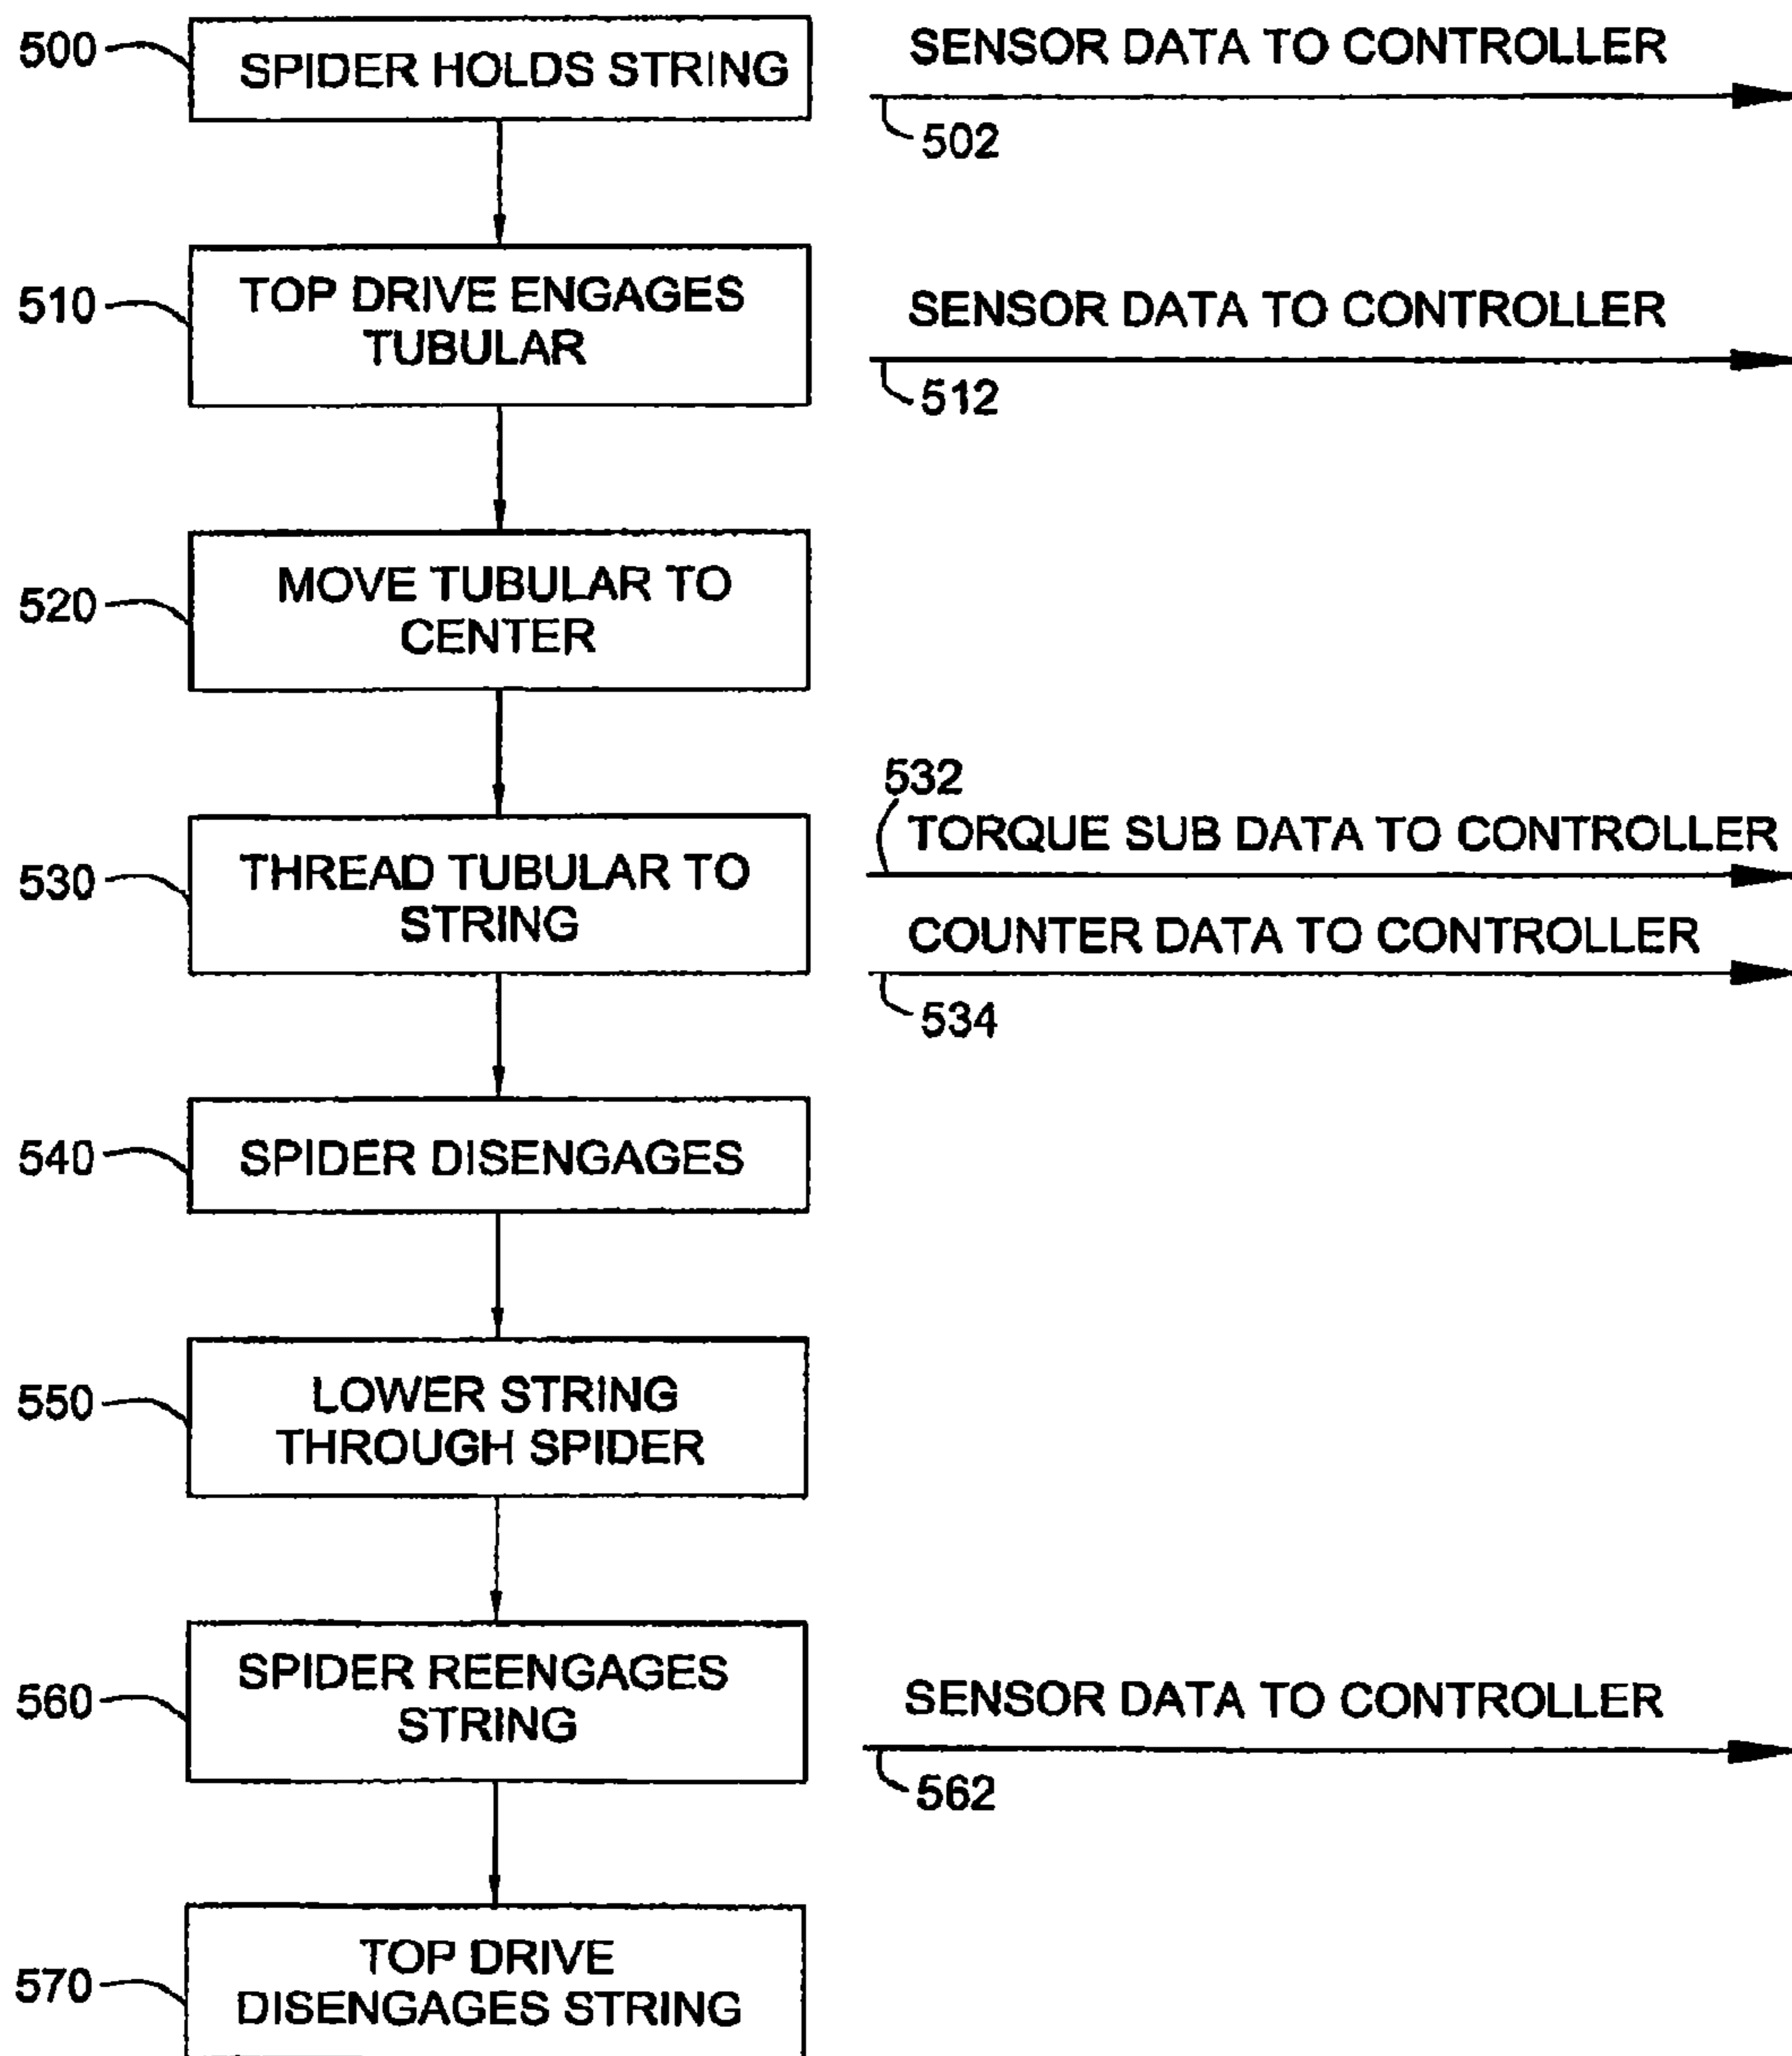 500
SPIDER HOLDS STRING
SENSOR DATA TO CONTROLLER
502
510
TOP DRIVE ENGAGES
TUBULAR
SENSOR DATA TO CONTROLLER
512
520
MOVE TUBULAR TO
CENTER
530
THREAD TUBULAR TO
STRING
532
TORQUE SUB DATA TO CONTROLLER
COUNTER DATA TO CONTROLLER
534
540
SPIDER DISENGAGES
550
LOWER STRING
THROUGH SPIDER
560
SPIDER REENGAGES
STRING
SENSOR DATA TO CONTROLLER
562
570
TOP DRIVE
DISENGAGES STRING